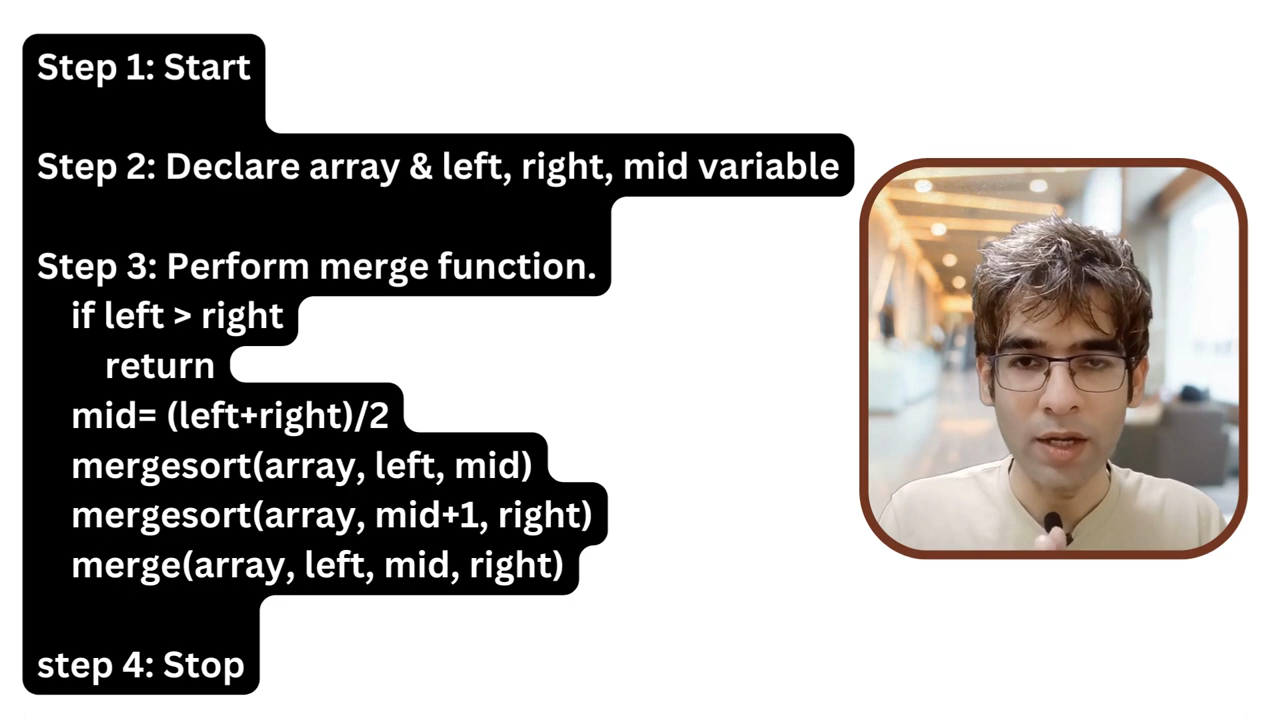 Step 1: Start
Step 2: Declare array & left, right, mid variable
Step 3: Perform merge function.
if left > right
return
mid= (left+right)/2
mergesort(array, left, mid)
mergesort(array, mid+1, right)
merge(array, left, mid, right)
step 4: Stop